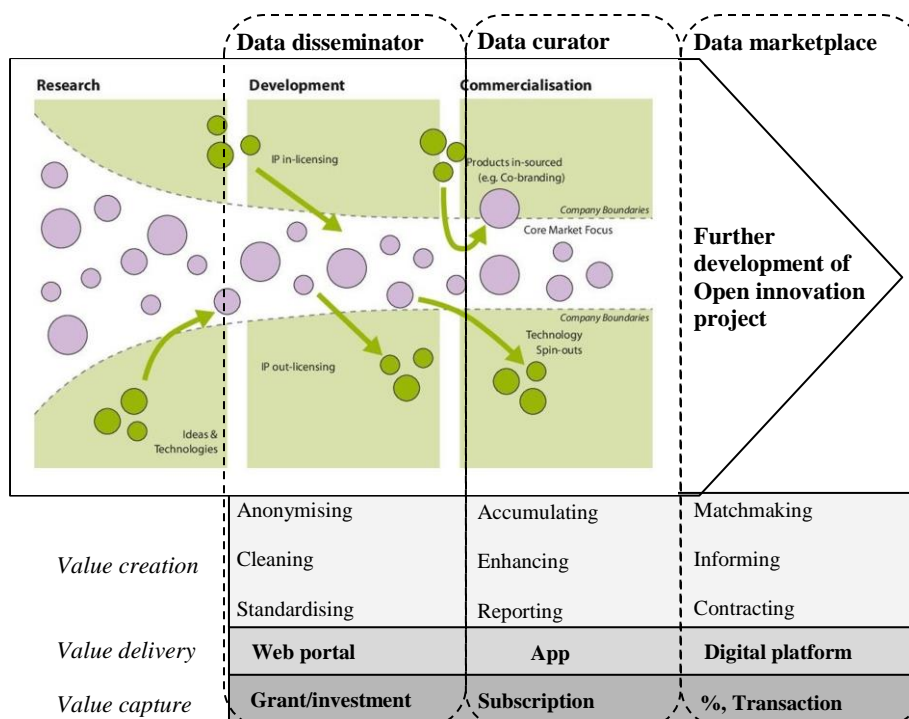 Data disseminator
Data curator
Data marketplace
Research
Development
Commercialisation
IP in-licensing
Products in-sourced
(e.g. Co-branding)
Company Boundaries
Core Market Focus
Further
development of
Open innovation
project
Company Boundaries
Technology
Spin-outs
IP out-licensing
Ideas &
Technologies
Value creation
Anonymising
Accumulating
Matchmaking
Cleaning
Enhancing
Informing
Standardising
Reporting
Contracting
Value delivery
Web portal
App
Digital platform
Value capture
Grant/investment
Subscription
%, Transaction